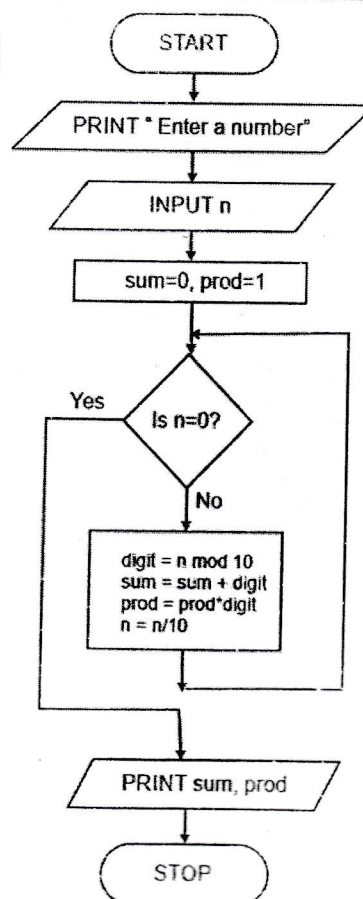 START
PRINT " Enter a number"
INPUT n
sum=0, prod=1
Yes
Is n=0?
No
digit = n mod 10
sum = sum + digit
prod = prod*digit
n = n/10
PRINT sum, prod
STOP